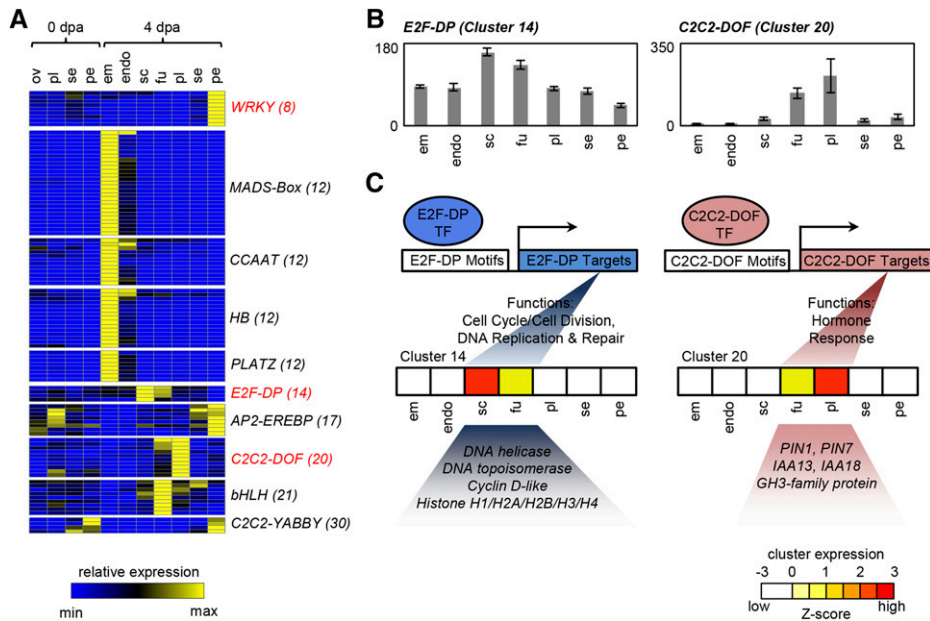 A
0 dpa 4 dpa
ov pl se pe em endo sc fu pl se pe
WRKY (8)
MADS-Box (12)
CCAAT (12)
HB (12)
PLATZ (12)
E2F-DP (14)
AP2-EREBP (17)
C2C2-DOF (20)
bHLH (21)
C2C2-YABBY (30)
relative expression
min max
B
E2F-DP (Cluster 14)
180
0
em endo sc fu pl se pe
C2C2-DOF (Cluster 20)
350
0
em endo sc fu pl se pe
C
E2F-DP
TF
E2F-DP Motifs E2F-DP Targets
Functions:
Cell Cycle/Cell Division,
DNA Replication & Repair
Cluster 14
em endo sc fu pl se pe
DNA helicase
DNA topoisomerase
Cyclin D-like
Histone H1/H2A/H2B/H3/H4
C2C2-DOF
TF
C2C2-DOF Motifs C2C2-DOF Targets
Functions:
Hormone
Response
Cluster 20
em endo sc fu pl se pe
PIN1, PIN7
IAA13, IAA18
GH3-family protein
cluster expression
-3 0 1 2 3
low high
Z-score